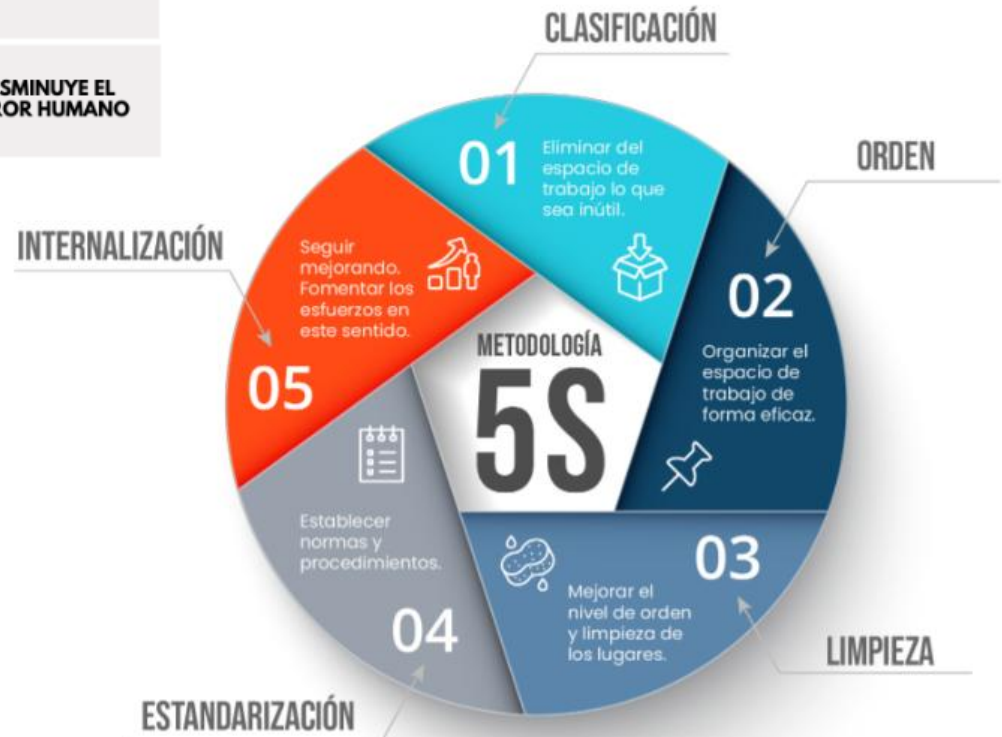 SMINUYE EL
ROR HUMANO
CLASIFICACIÓN
01
Eliminar del
espacio de
trabajo lo que
sea inútil.
ORDEN
02
Organizar el
espacio de
trabajo de
forma eficaz.
03
Mejorar el
nivel de orden
y limpieza de
los lugares.
LIMPIEZA
Establecer
normas y
procedimientos.
04
ESTANDARIZACIÓN
INTERNALIZACIÓN
Seguir
mejorando.
Fomentar los
esfuerzos en
este sentido.
05
METODOLOGÍA
5S